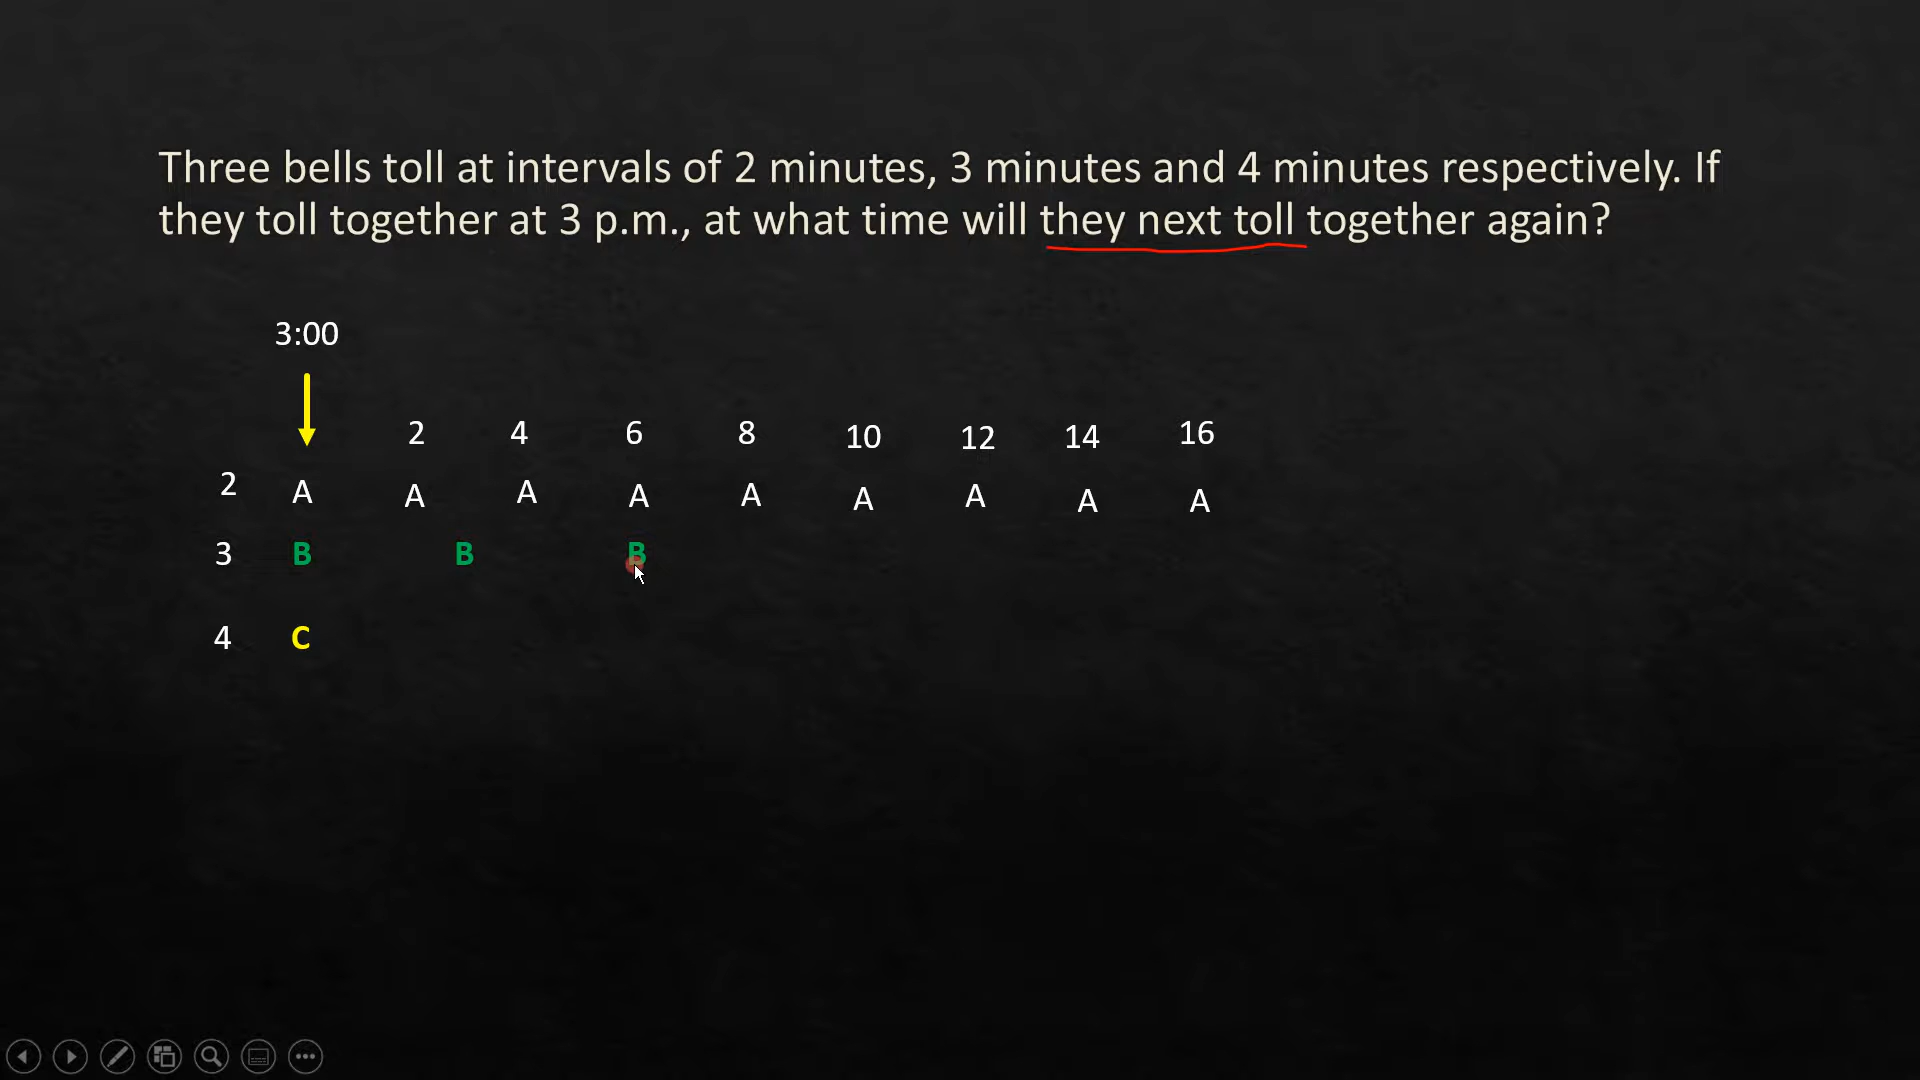 Three bells toll at intervals of 2 minutes, 3 minutes and 4 minutes respectively. If
they toll together at 3 p.m., at what time will they next toll together again?
3:00
2 4 6 8 10 12 14 16
2 A A A A A A A A A
3 B B B
4 C